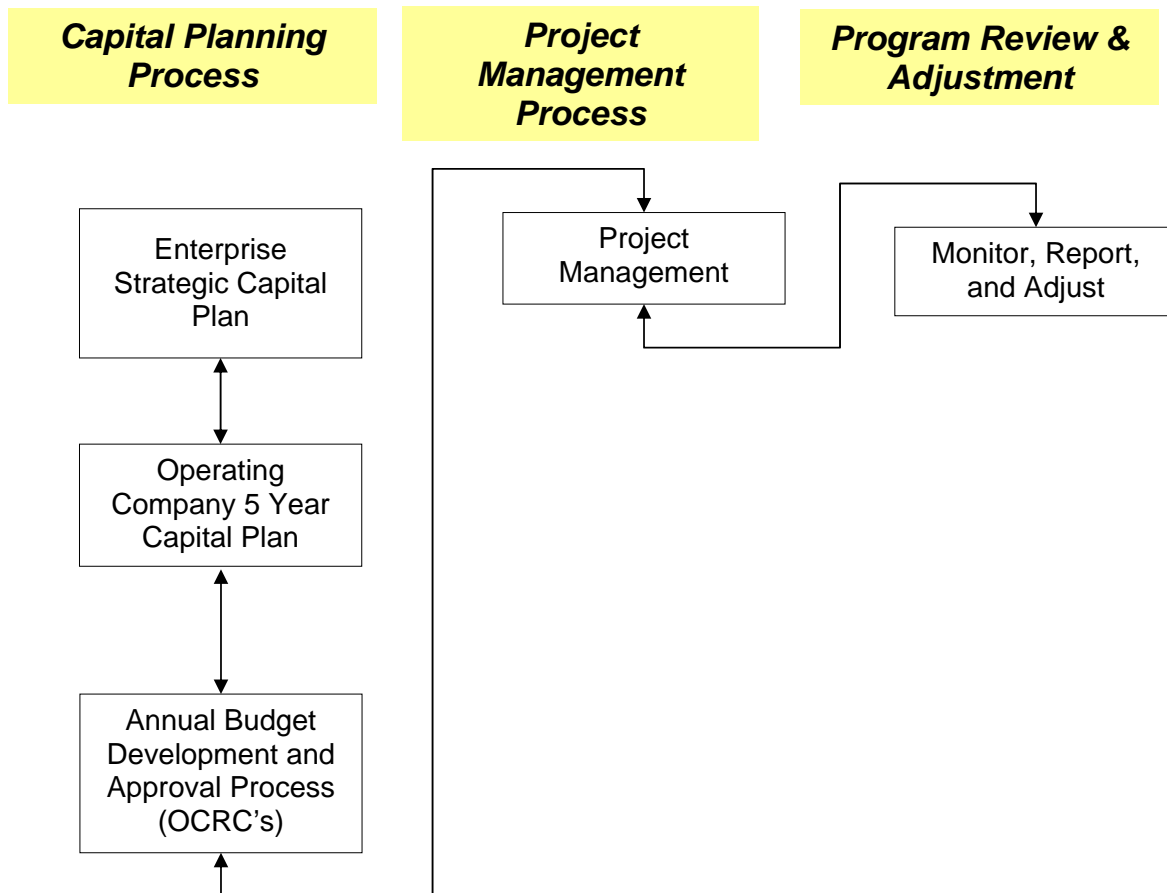 Capital Planning
Process
Project
Management
Process
Program Review &
Adjustment
Enterprise
Strategic Capital
Plan
Project
Management
Monitor, Report,
and Adjust
Operating
Company 5 Year
Capital Plan
Annual Budget
Development and
Approval Process
(OCRC’s)